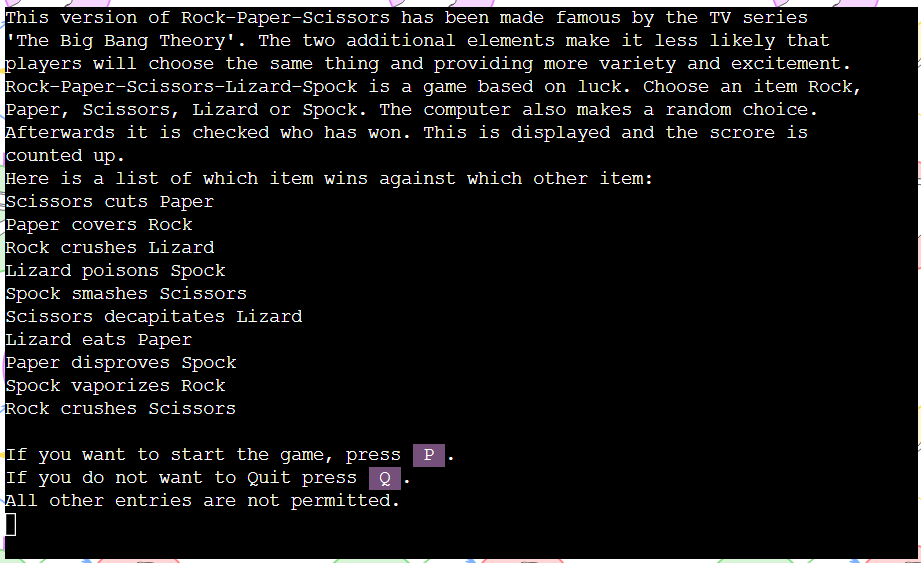 This version of Rock-Paper-Scissors has been made famous by the TV series
'The Big Bang Theory'. The two additional elements make it less likely that
players will choose the same thing and providing more variety and excitement.
Rock-Paper-Scissors-Lizard-Spock is a game based on luck. Choose an item Rock,
Paper, Scissors, Lizard or Spock. The computer also makes a random choice.
Afterwards it is checked who has won. This is displayed and the scrore is
counted up.
Here is a list of which item wins against which other item:
Scissors cuts Paper
Paper covers Rock
Rock crushes Lizard
Lizard poisons Spock
Spock smashes Scissors
Scissors decapitates Lizard
Lizard eats Paper
Paper disproves Spock
Spock vaporizes Rock
Rock crushes Scissors
If you want to start the game, press P .
If you do not want to Quit press Q .
All other entries are not permitted.